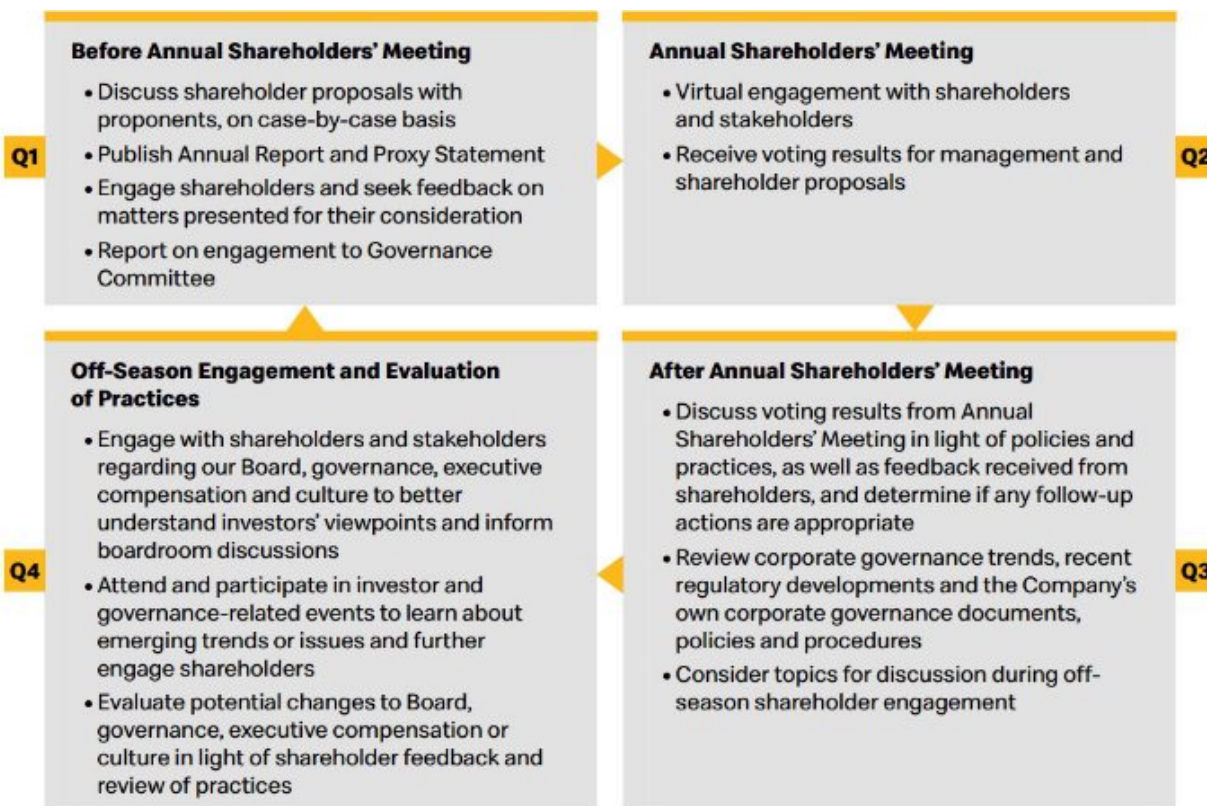 Before Annual Shareholders' Meeting
• Discuss shareholder proposals with
proponents, on case-by-case basis
• Publish Annual Report and Proxy Statement
• Engage shareholders and seek feedback on
matters presented for their consideration
• Report on engagement to Governance
Committee
Q1
Annual Shareholders' Meeting
• Virtual engagement with shareholders
and stakeholders
• Receive voting results for management and
shareholder proposals
Q2
After Annual Shareholders' Meeting
• Discuss voting results from Annual
Shareholders' Meeting in light of policies and
practices, as well as feedback received from
shareholders, and determine if any follow-up
actions are appropriate
• Review corporate governance trends, recent
regulatory developments and the Company's
own corporate governance documents,
policies and procedures
• Consider topics for discussion during off-
season shareholder engagement
Q3
Off-Season Engagement and Evaluation
of Practices
• Engage with shareholders and stakeholders
regarding our Board, governance, executive
compensation and culture to better
understand investors' viewpoints and inform
boardroom discussions
• Attend and participate in investor and
governance-related events to learn about
emerging trends or issues and further
engage shareholders
• Evaluate potential changes to Board,
governance, executive compensation or
culture in light of shareholder feedback and
review of practices
Q4